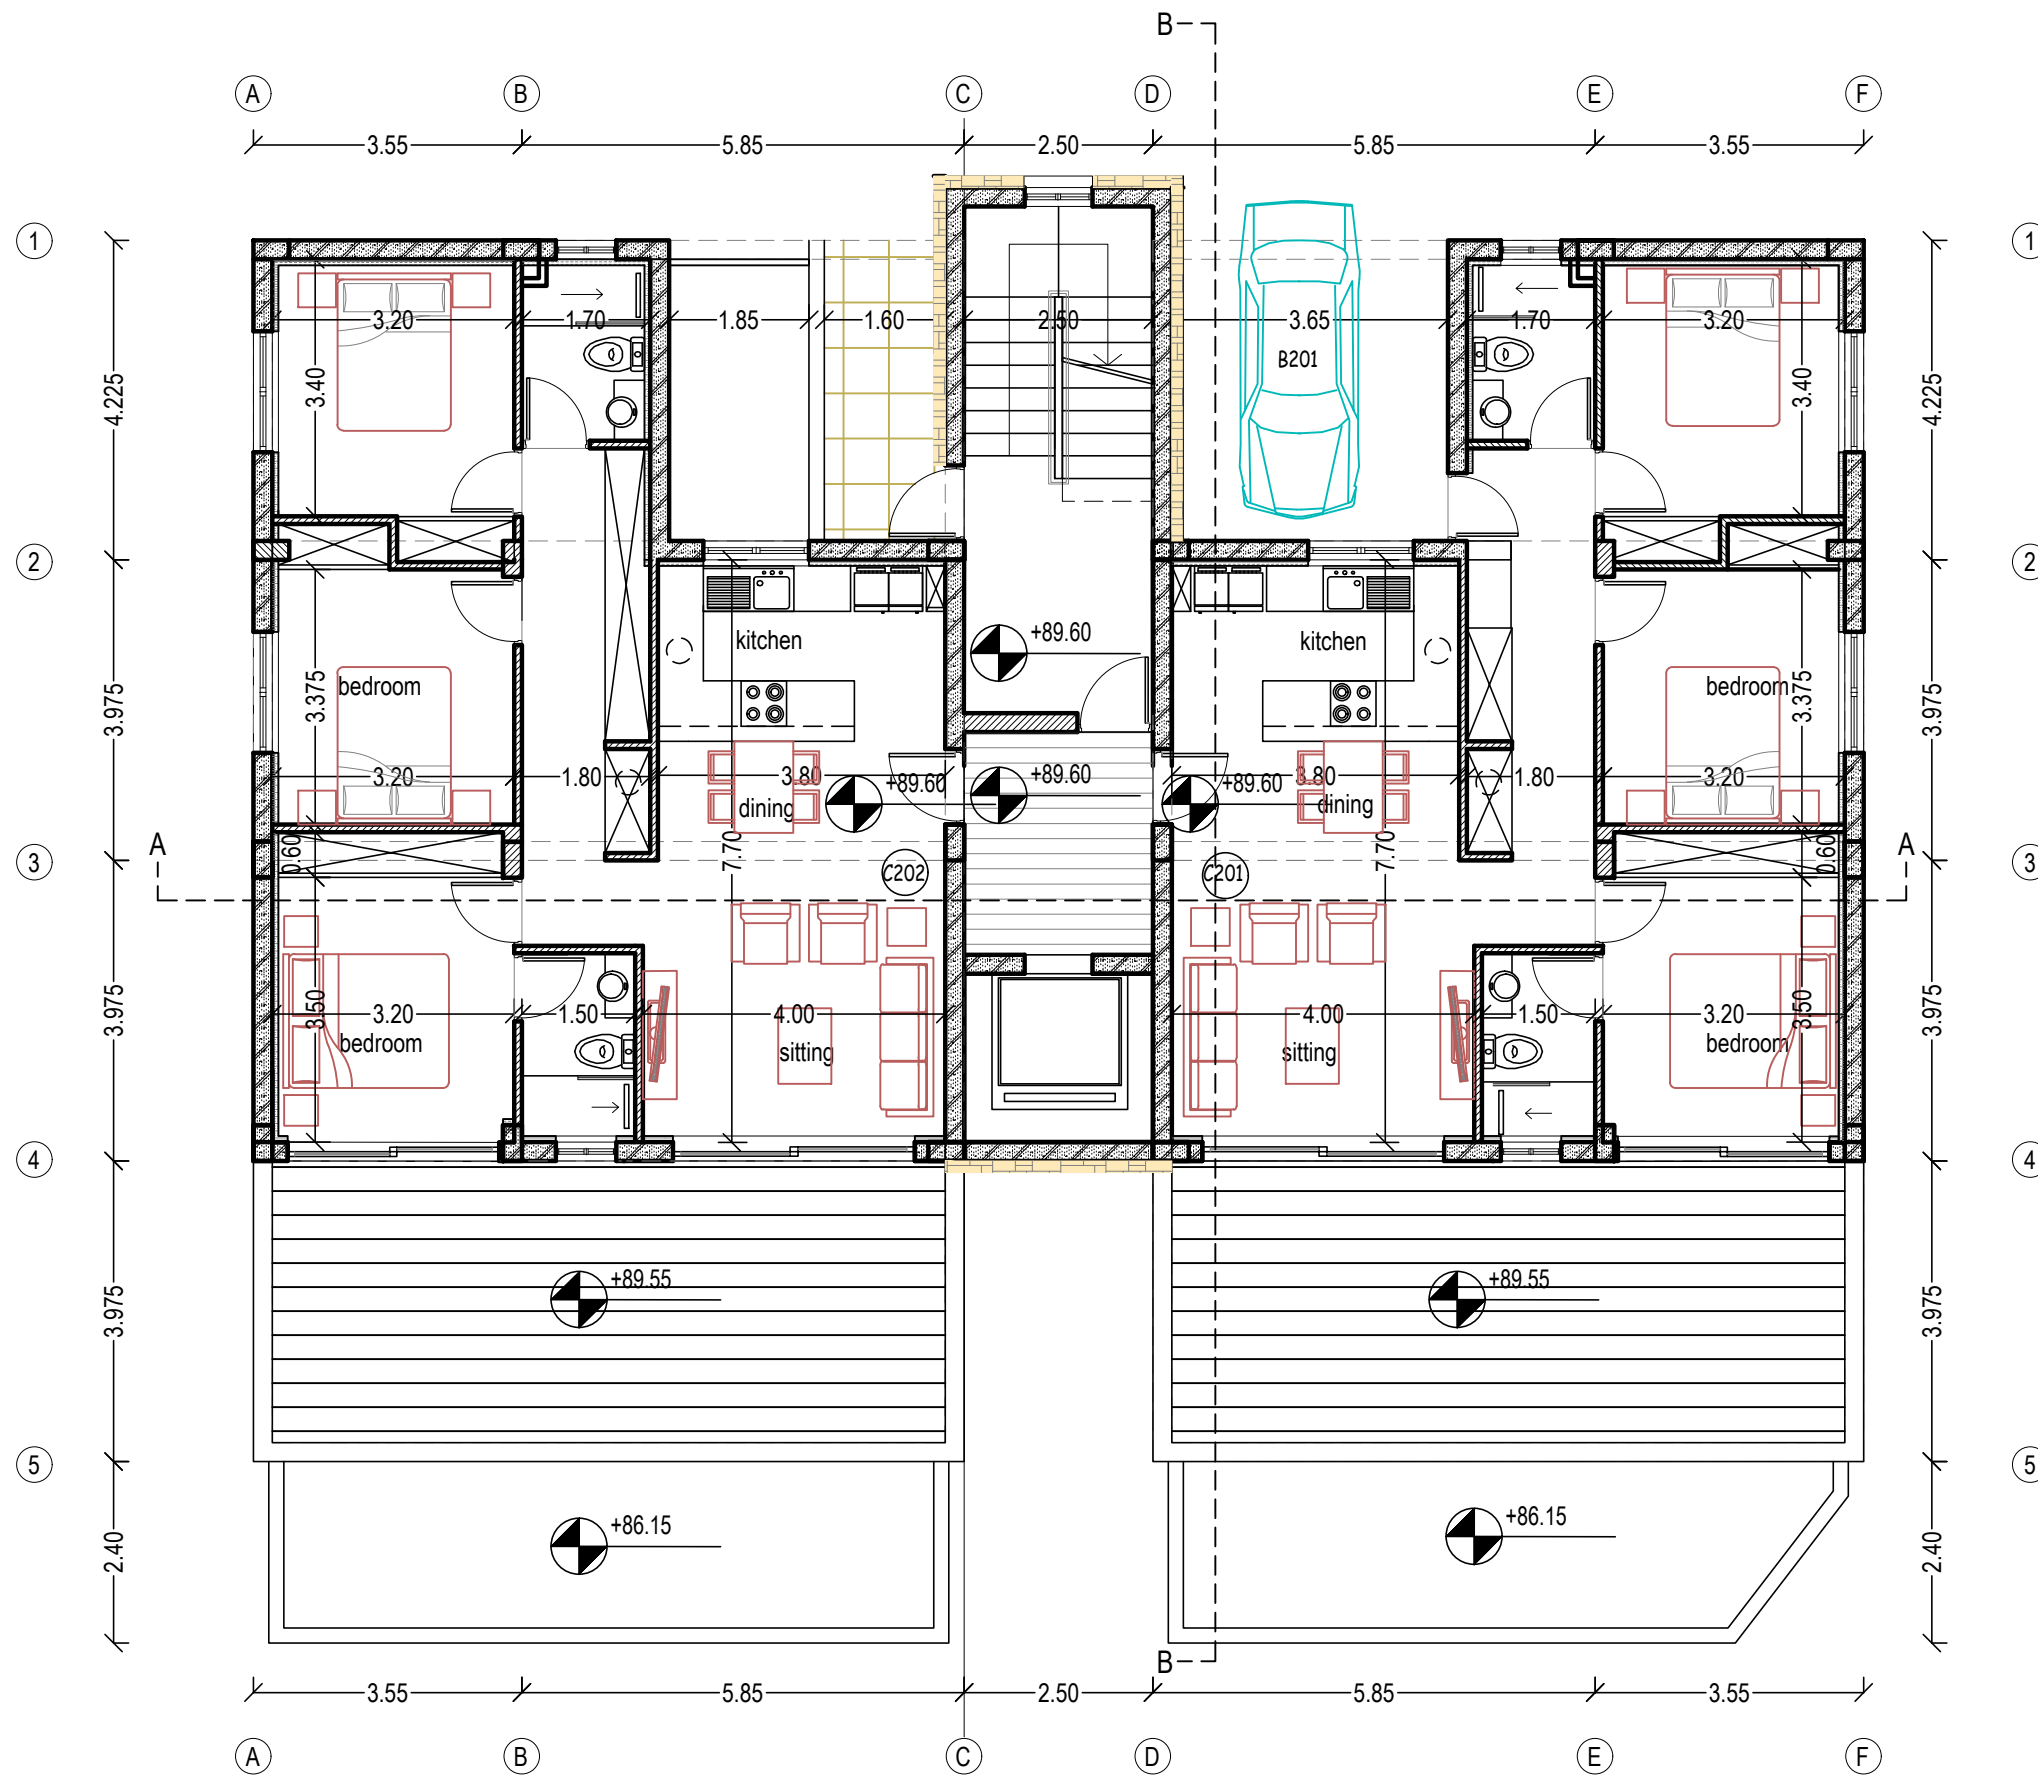 B
A B C D E F
3.55 5.85 2.50 5.85 3.55
1 1
3.20 1.70 1.85 1.60 2.50 3.65 1.70 3.20
B201
4.225 3.40 3.40 4.225
2 2
kitchen +89.60 kitchen
bedroom bedroom
3.975 3.375 3.375 3.975
3.20 1.80 3.80 +89.60 +89.60 +89.60 3.80 1.80 3.20
dining dining
A 0.60 7.70 7.70 0.60 A
3 C202 C201 3
3.975 3.50 3.50 3.975
3.20 1.50 4.00 4.00 1.50 3.20
bedroom sitting sitting bedroom
4 4
+89.55 +89.55
3.975 3.975
5 5
+86.15 +86.15
2.40 2.40
B
3.55 5.85 2.50 5.85 3.55
A B C D E F